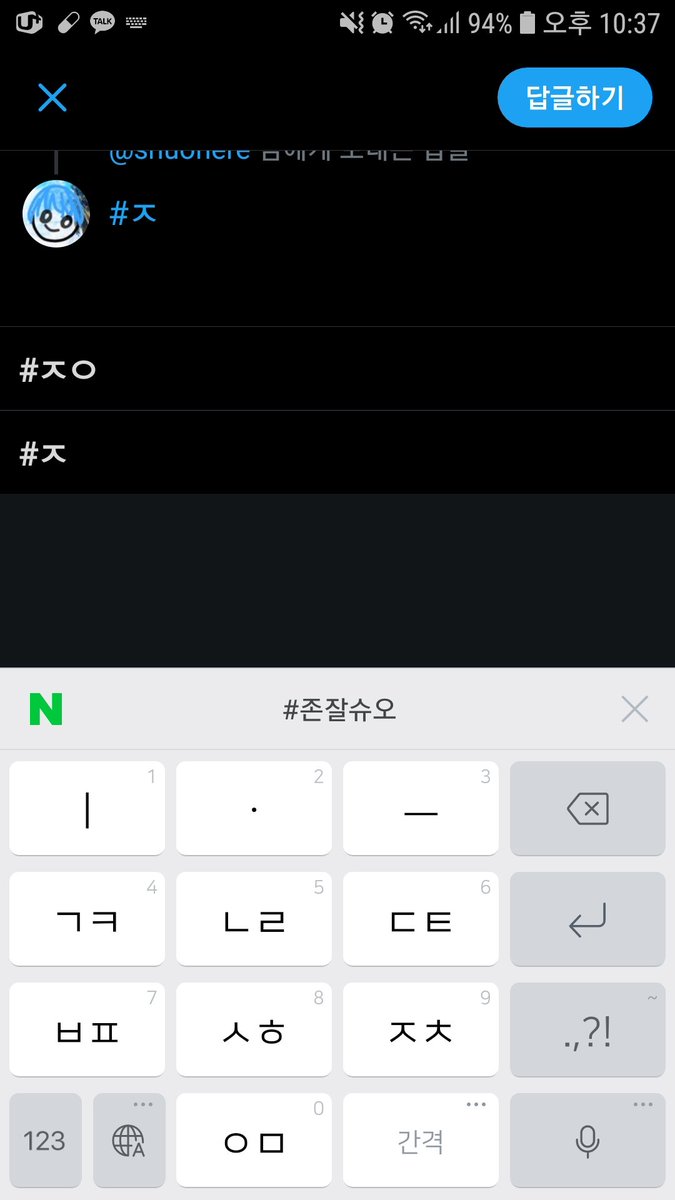 U+ TALK 94% 오후 10:37
답글하기
@shuohere 님에게 보내는 답글
#ㅈ
#ㅈㅇ
#ㅈ
N #존잘슈오
ㅣ 1 · 2 ㅡ 3
ㄱㅋ 4 ㄴㄹ 5 ㄷㅌ 6
ㅂㅍ 7 ㅅㅎ 8 ㅈㅊ 9 .,?! ~
123 A ㅇㅁ 0 간격